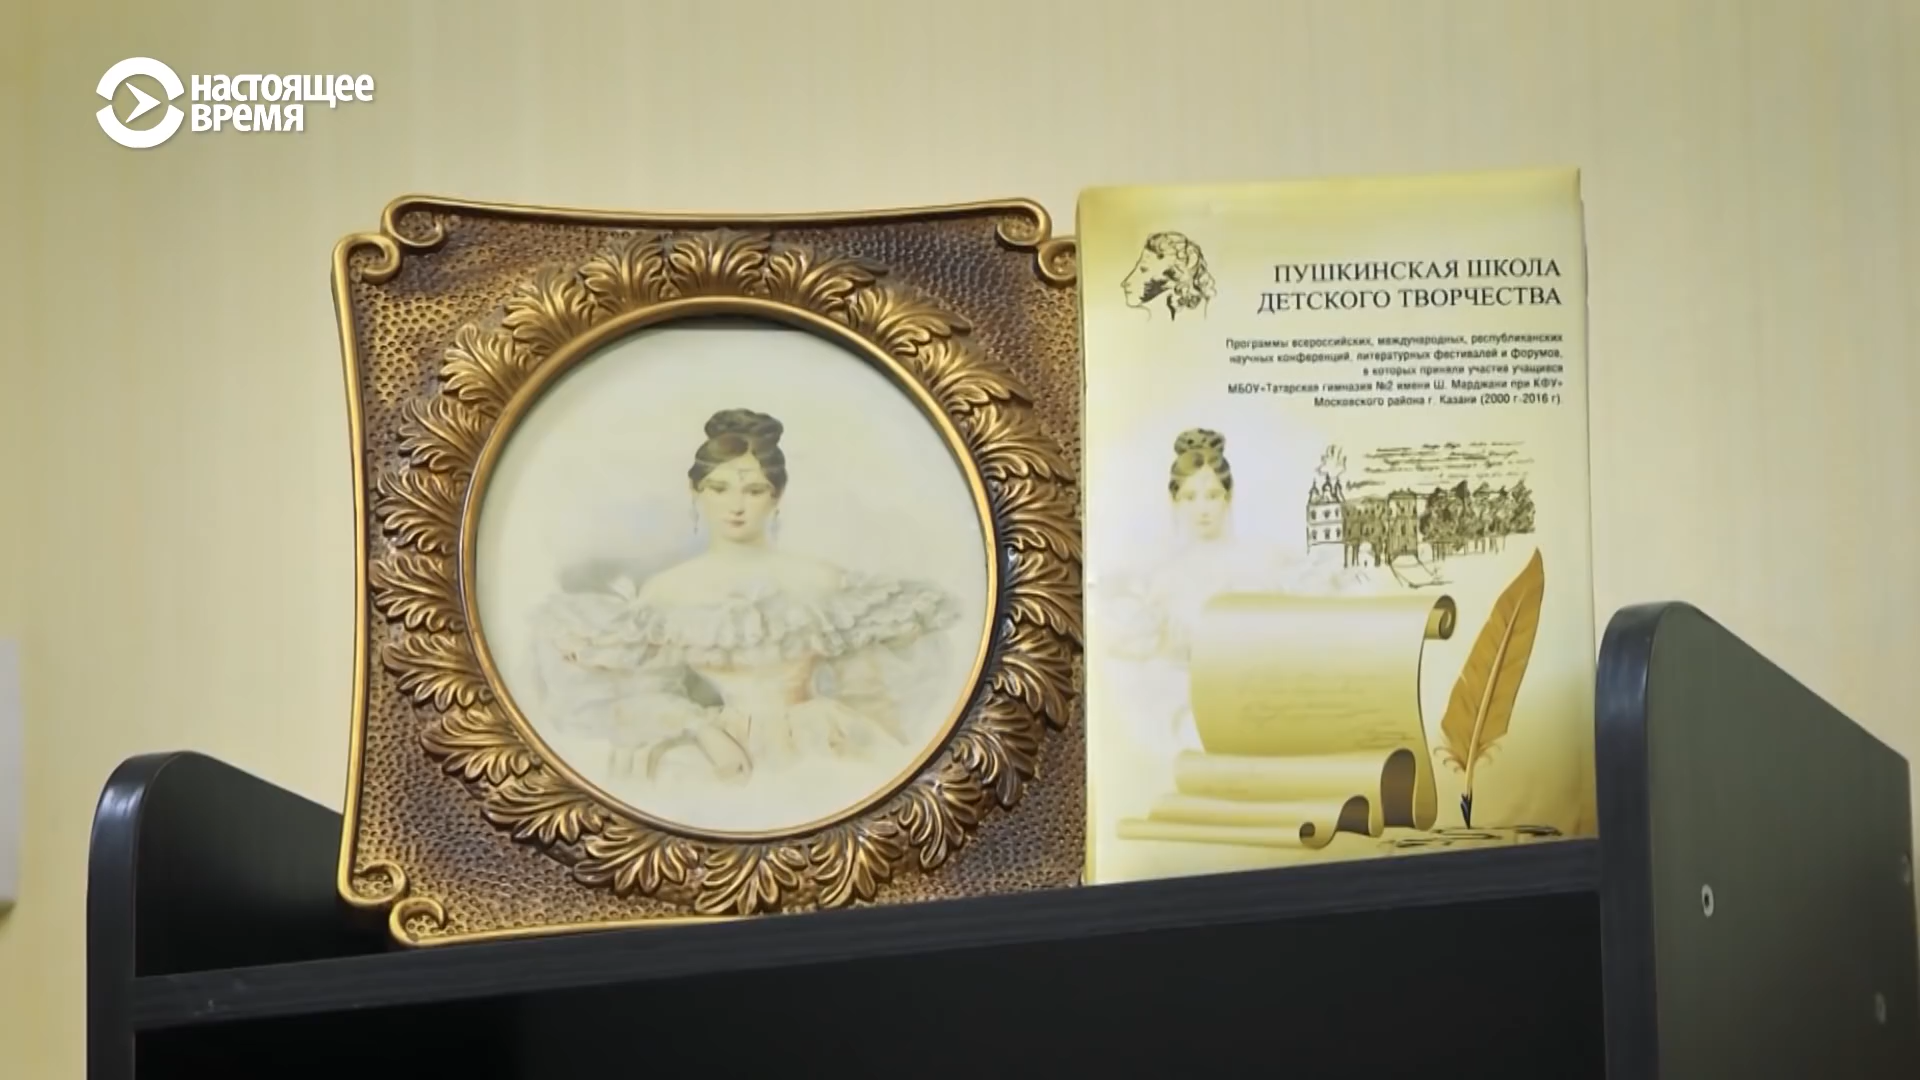 настоящее
время
ПУШКИНСКАЯ ШКОЛА
ДЕТСКОГО ТВОРЧЕСТВА
Программы всероссийских, международных, республиканских
научных конференций, литературных фестивалей и форумов,
в которых приняли участие учащиеся
МБОУ«Татарская гимназия №2 имени Ш. Марджани при КФУ»
Московского района г. Казани (2000 г.-2016 г).